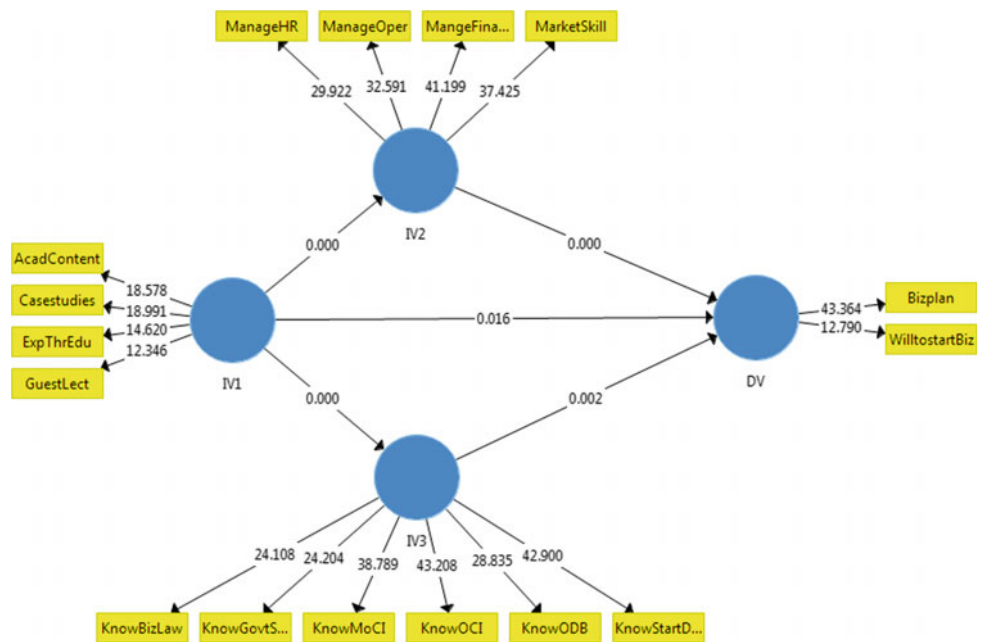 ManageHR ManageOper MangeFina... MarketSkill
29.922 32.591 41.199 37.425
IV2
0.000 0.000
AcadContent
Casestudies
ExpThrEdu
GuestLect
18.578
18.991
14.620
12.346
IV1
0.016
DV
43.364
12.790
Bizplan
WilltostartBiz
0.000 0.002
IV3
24.108 24.204 38.789 43.208 28.835 42.900
KnowBizLaw KnowGovtS... KnowMoCI KnowOCI KnowODB KnowStartD...